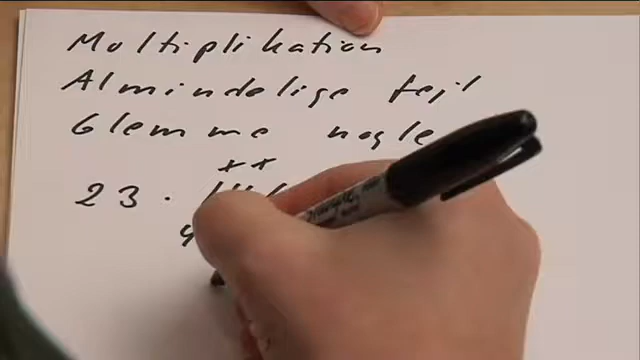 Multiplikation
Almindelige fejl
Glemme nogle
++
23 ·